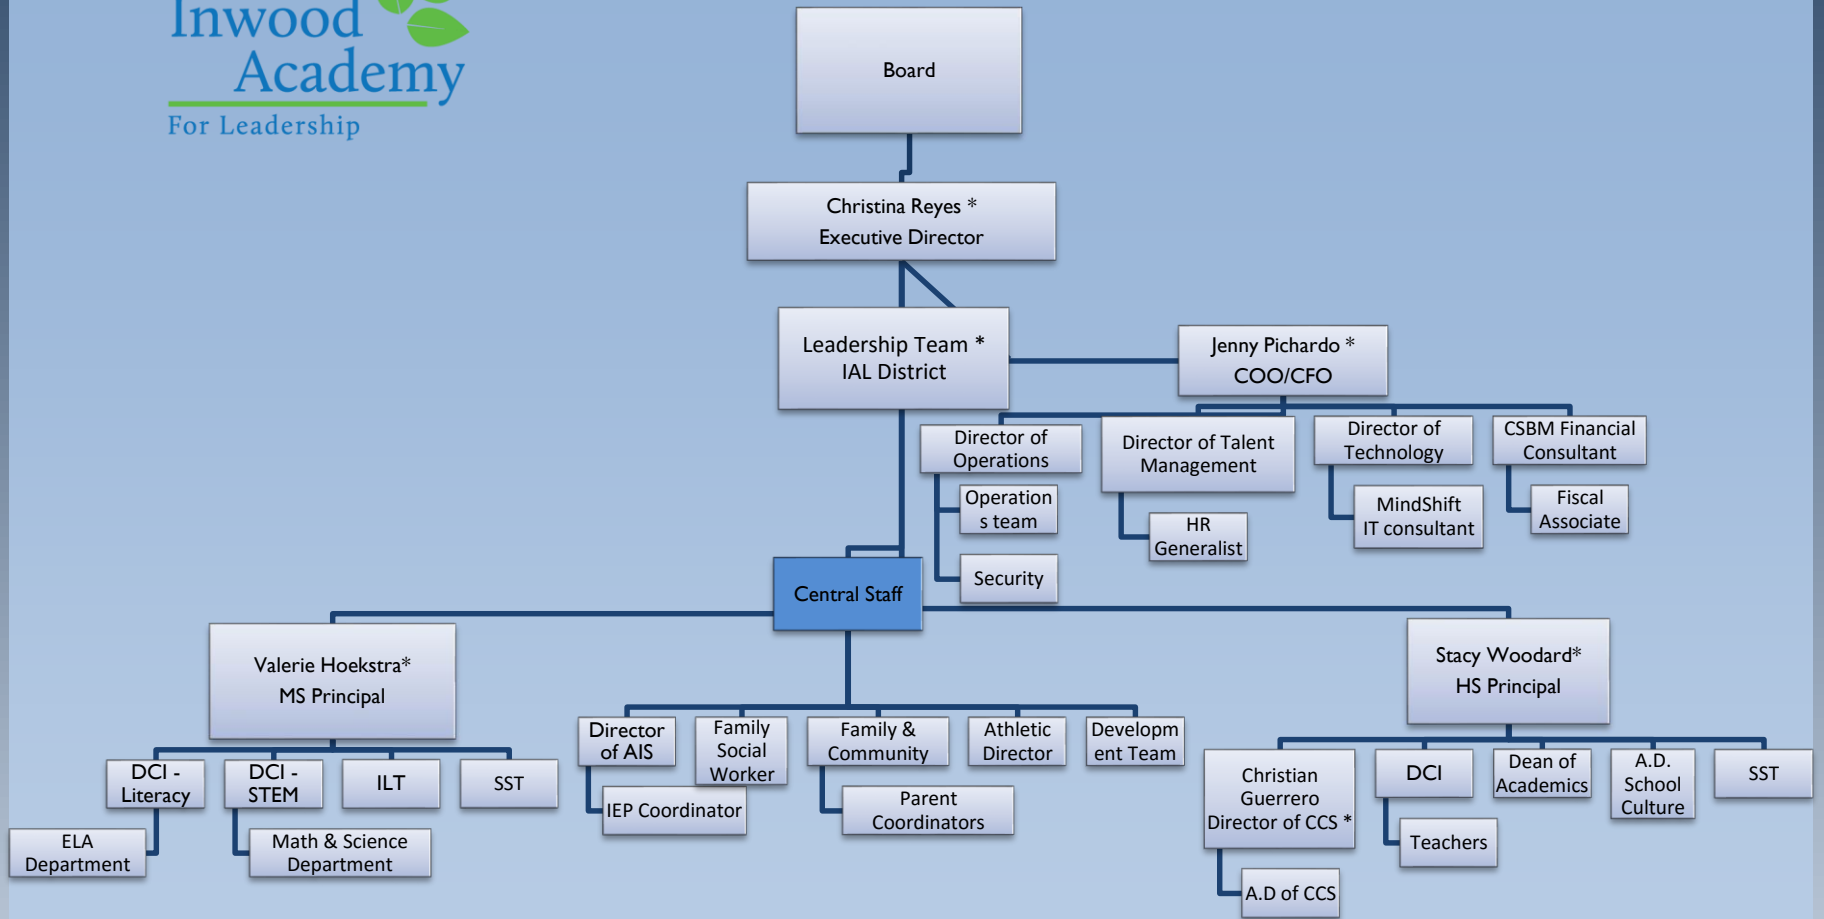 Inwood
Academy
For Leadership
Board
Christina Reyes *
Executive Director
Leadership Team *
IAL District
Jenny Pichardo *
COO/CFO
Director of
Operations
Operation
s team
Security
Director of Talent
Management
HR
Generalist
Director of
Technology
MindShift
IT consultant
CSBM Financial
Consultant
Fiscal
Associate
Central Staff
Valerie Hoekstra*
MS Principal
DCI -
Literacy
ELA
Department
DCI -
STEM
Math & Science
Department
ILT
SST
Director
of AIS
IEP Coordinator
Family
Social
Worker
Family &
Community
Parent
Coordinators
Athletic
Director
Developm
ent Team
Stacy Woodard*
HS Principal
Christian
Guerrero
Director of CCS *
A.D of CCS
DCI
Teachers
Dean of
Academics
A.D.
School
Culture
SST